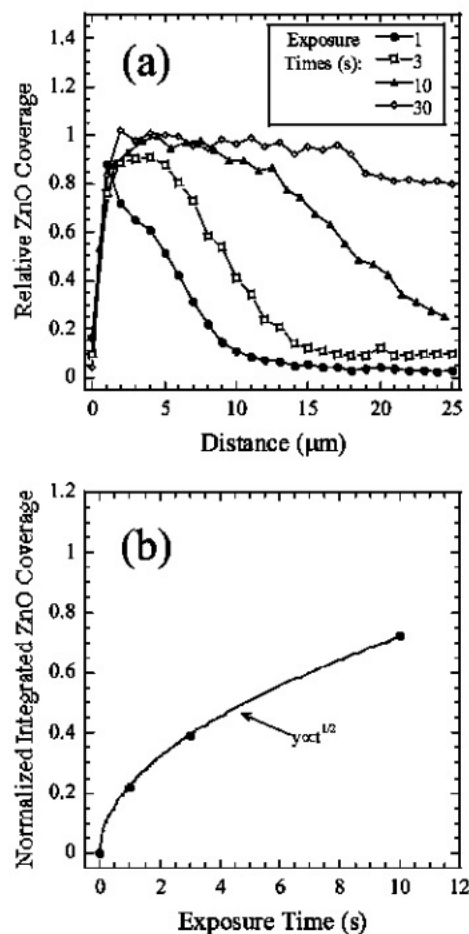 1.4
1.2
1
0.8
0.6
0.4
0.2
0
Relative ZnO Coverage
(a)
Exposure
Times (s):
1
3
10
30
0 5 10 15 20 25
Distance (μm)
1.2
1
0.8
0.6
0.4
0.2
0
Normalized Integrated ZnO Coverage
(b)
y∝t^1/2
0 2 4 6 8 10 12
Exposure Time (s)